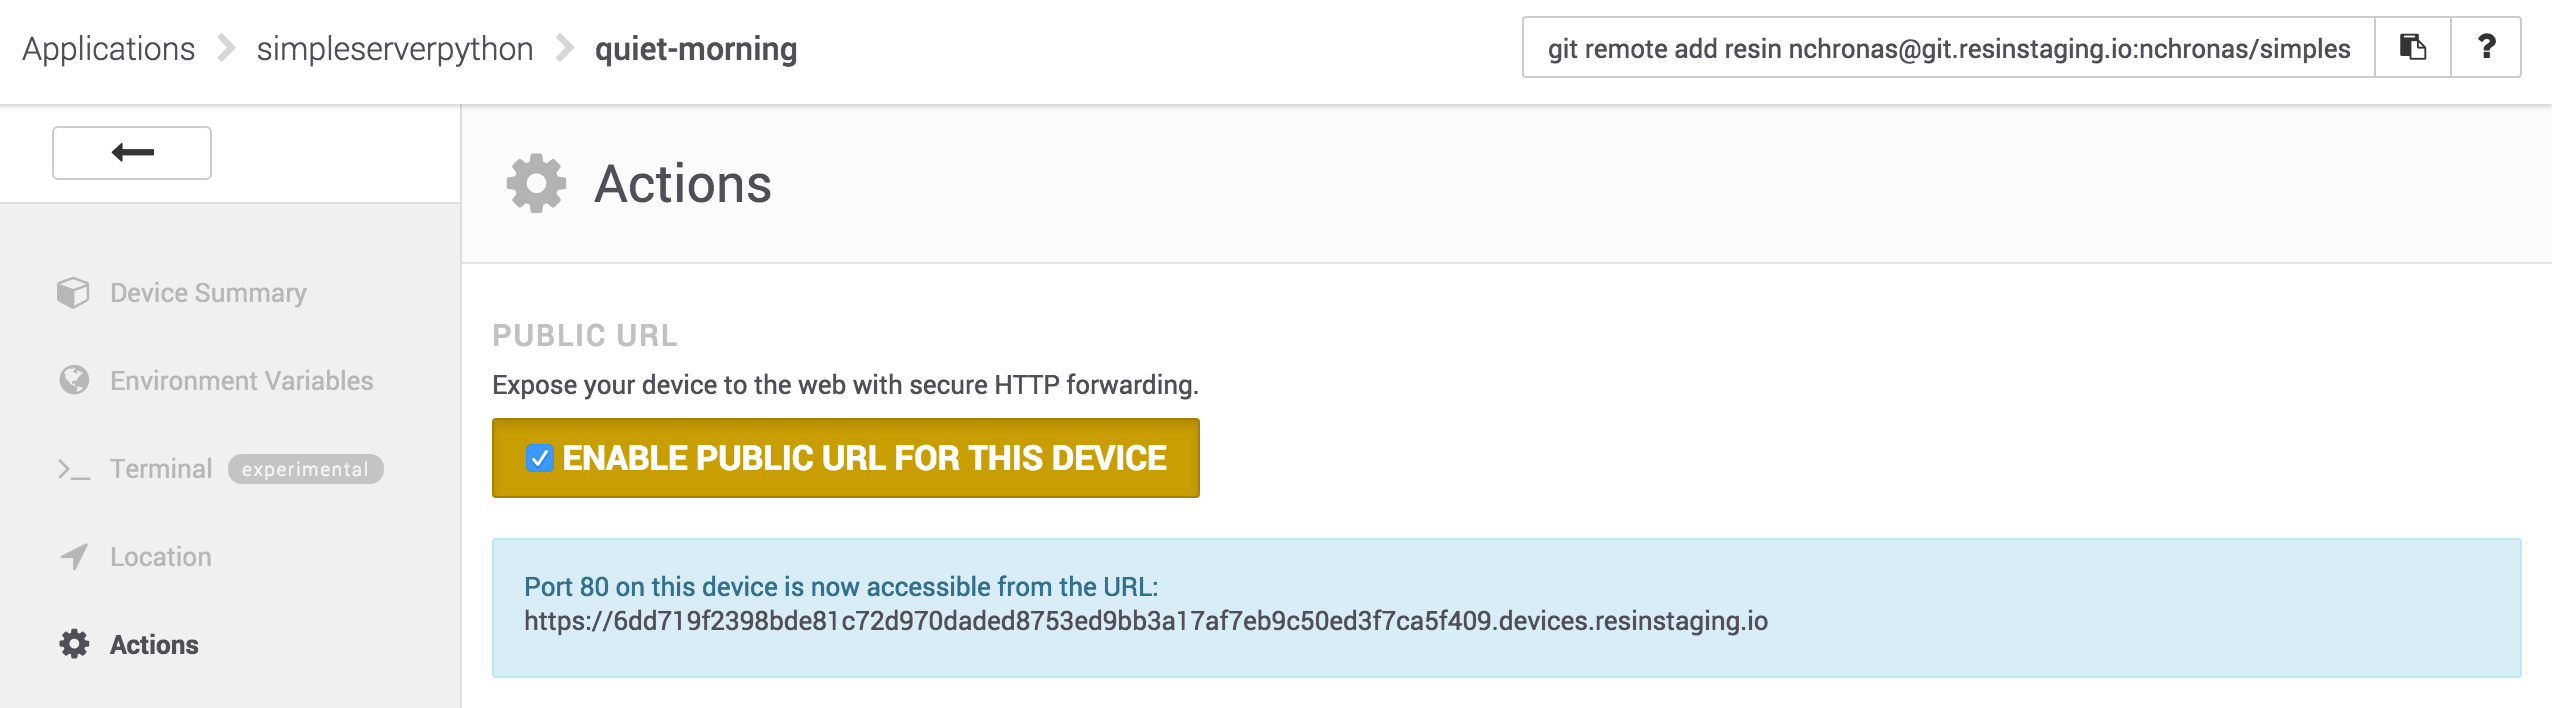 Applications simpleserverpython quiet-morning
git remote add resin nchronas@git.resinstaging.io:nchronas/simples
?
Actions
Device Summary
Environment Variables
>_ Terminal experimental
Location
Actions
PUBLIC URL
Expose your device to the web with secure HTTP forwarding.
ENABLE PUBLIC URL FOR THIS DEVICE
Port 80 on this device is now accessible from the URL:
https://6dd719f2398bde81c72d970daded8753ed9bb3a17af7eb9c50ed3f7ca5f409.devices.resinstaging.io